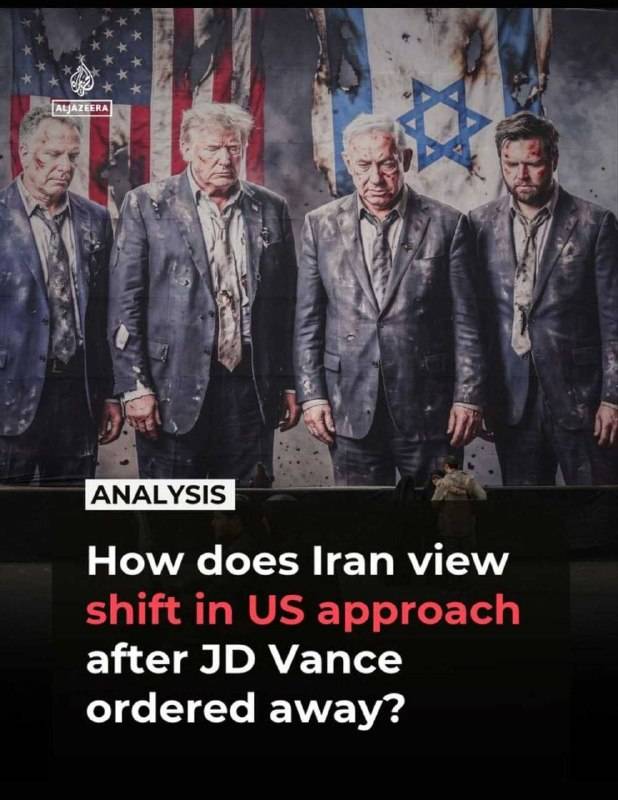 ALJAZEERA
ANALYSIS
How does Iran view
shift in US approach
after JD Vance
ordered away?